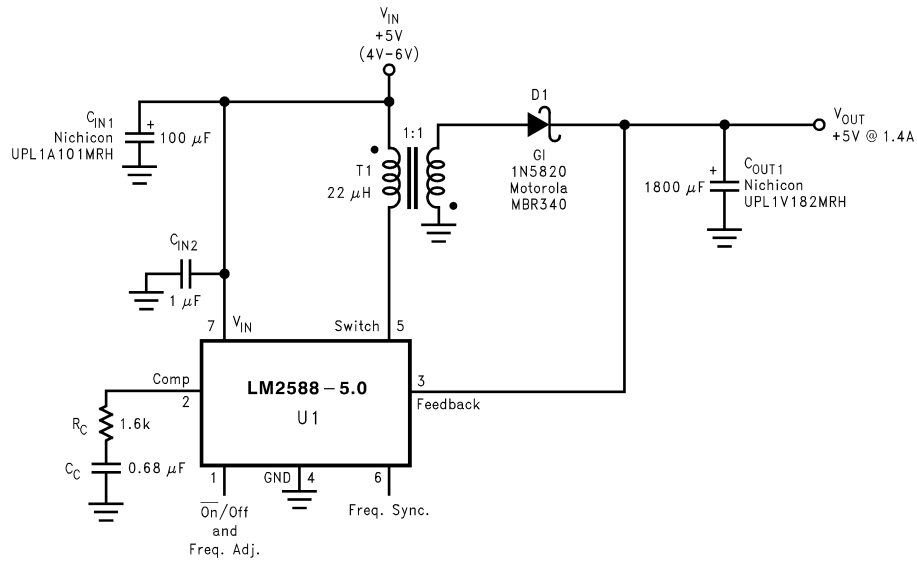 V_IN
+5V
(4V–6V)
C_IN1
Nichicon
UPL1A101MRH
+
100 μF
1:1
T1
22 μH
D1
GI
1N5820
Motorola
MBR340
V_OUT
+5V @ 1.4A
+
1800 μF
C_OUT1
Nichicon
UPL1V182MRH
C_IN2
1 μF
7
V_IN
Switch
5
Comp
2
LM2588–5.0
U1
3
Feedback
R_C
1.6k
C_C
0.68 μF
1
GND
4
6
O̅n̅/Off
and
Freq. Adj.
Freq. Sync.